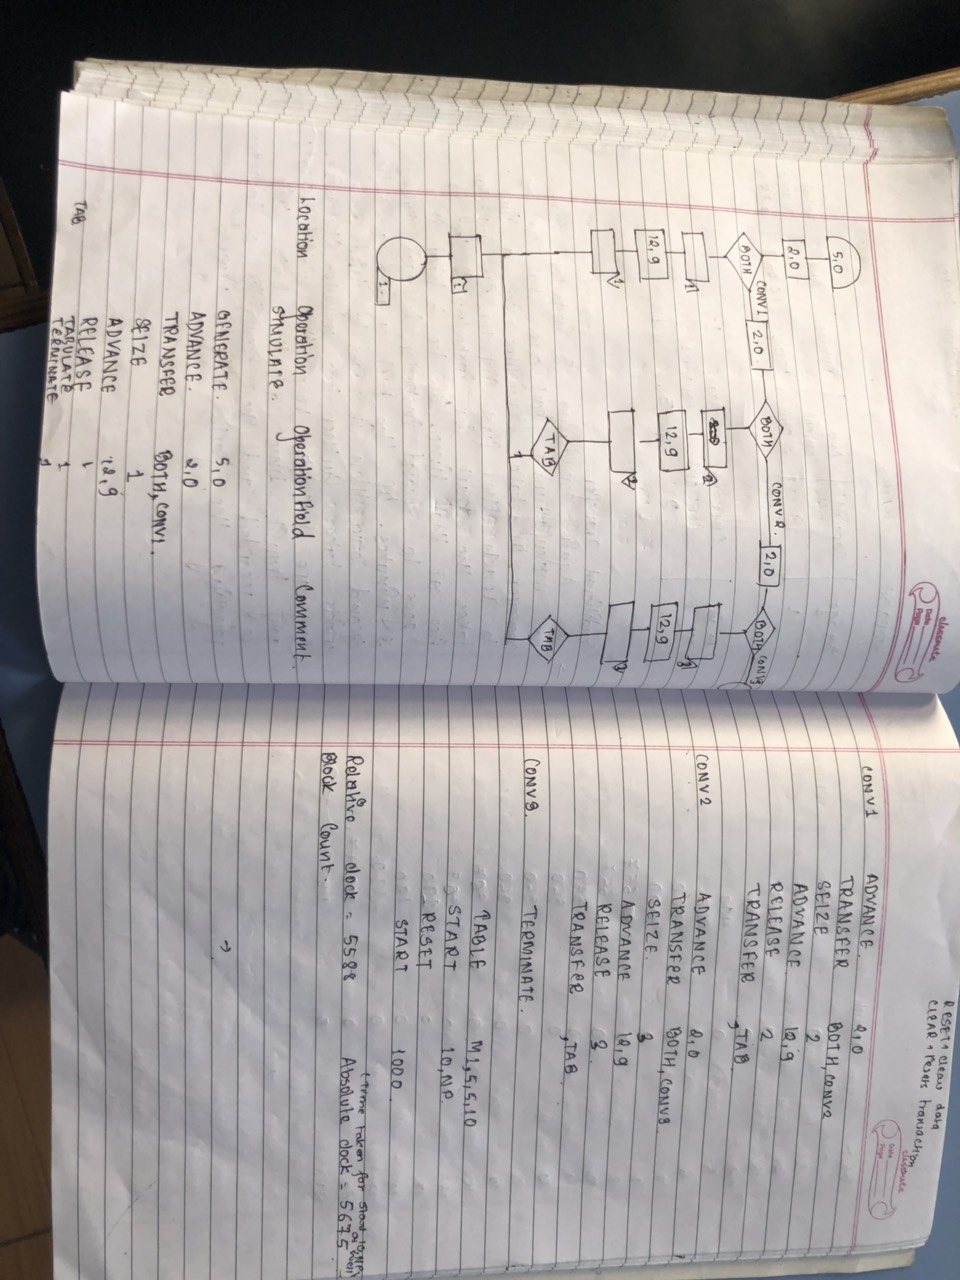 classmate
Date
Page
5,0
2,0
BOTH
CONV1
2,0
BOTH
CONV2.
2,0
BOTH
CONV3
1
2
3
12,9
12,9
12,9
1
2
3
TAB
TAB
1
1
Location Operation Operation field Comment
SIMULATE.
GENERATE. 5,0
ADVANCE. 2,0
TRANSFER BOTH, CONV1.
SEIZE 1
ADVANCE 12,9
RELEASE 1
TAB TABULATE 1
TERMINATE 1
RESET → clear data
CLEAR → reset transaction
classmate
Date
Page
CONV1 ADVANCE. 2,0
TRANSFER BOTH, CONV2
SEIZE 2
ADVANCE 12,9
RELEASE 2
TRANSFER ,TAB
CONV2 ADVANCE 2,0
TRANSFER BOTH, CONV3
SEIZE. 3
ADVANCE 12,9
RELEASE 3
TRANSFER ,TAB
CONV3. TERMINATE.
TABLE M1,5,5,10
START 10,NP
RESET
START 1000
(time taken for start 10,NP as well)
Relative clock = 5588 Absolute clock = 5675
Block Count.
→